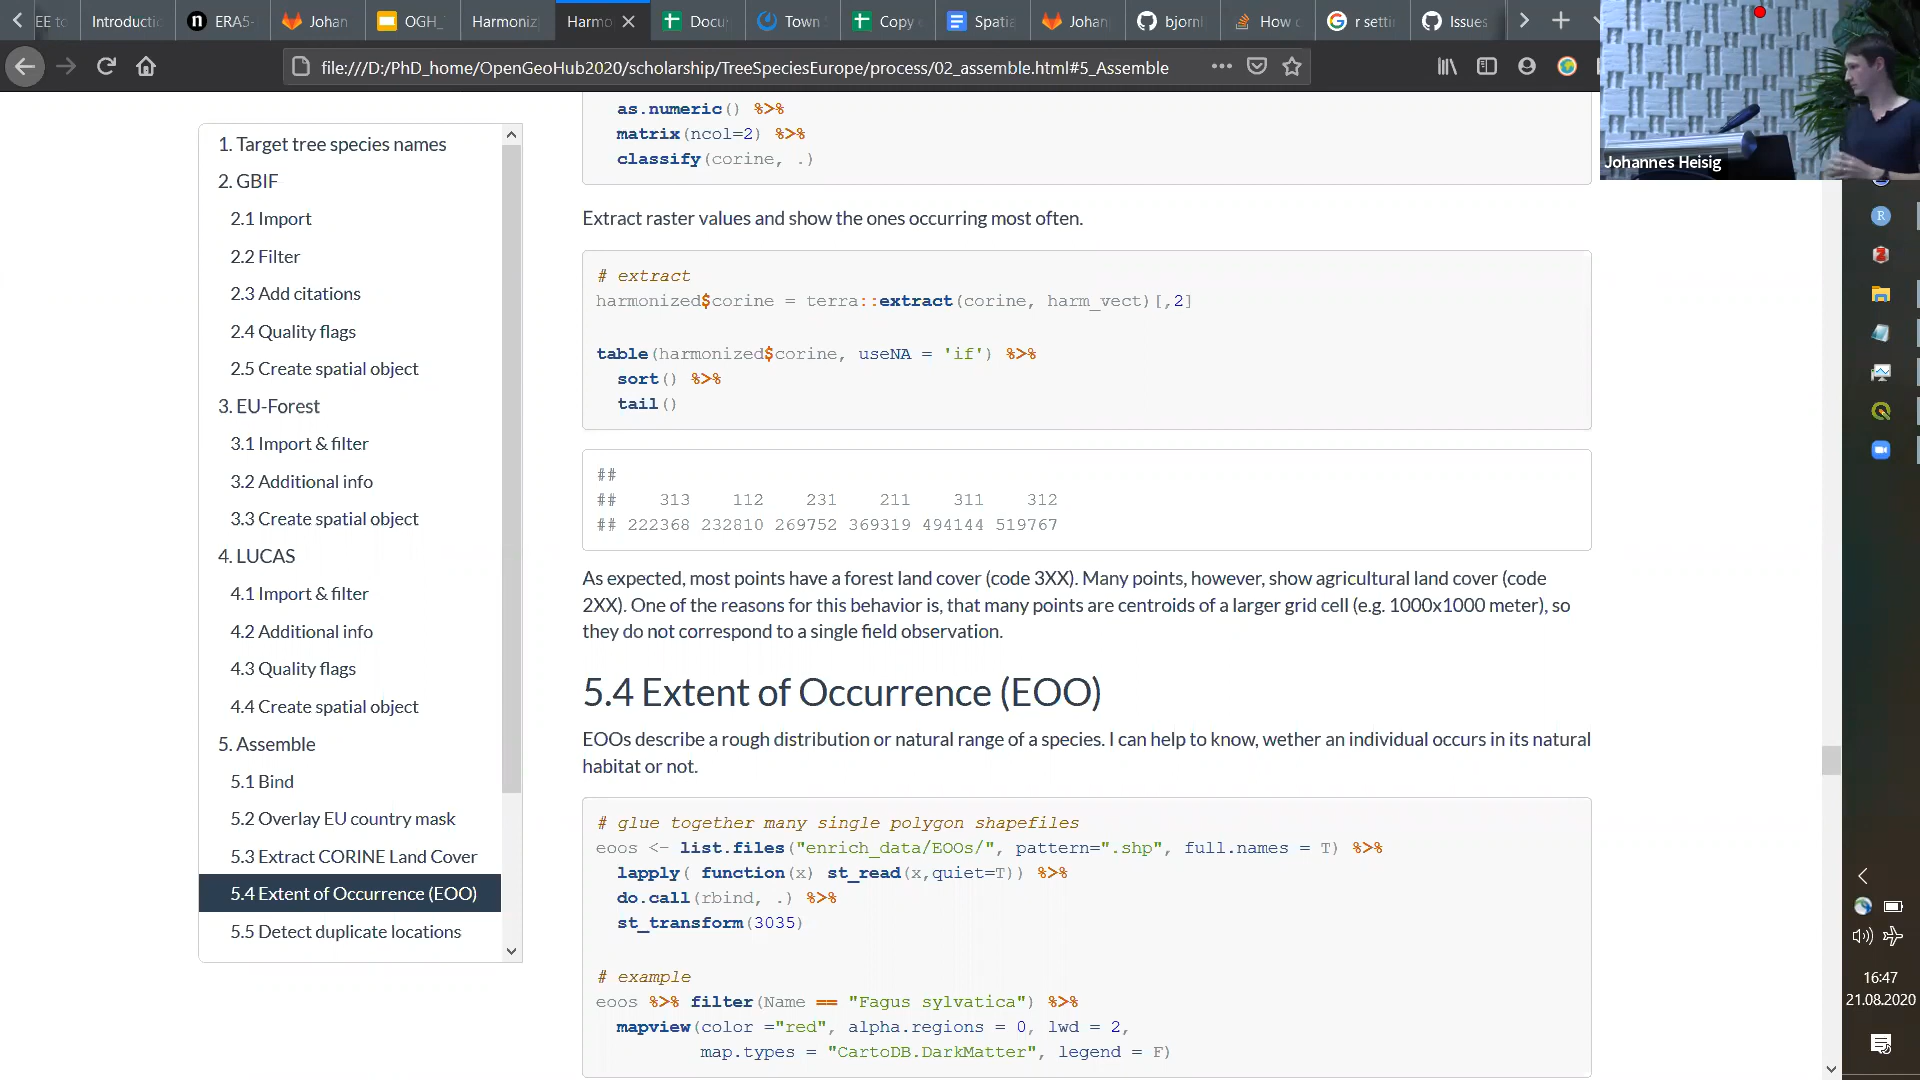 EE to
Introductio
ERA5-
Johan
OGH_
Harmoniz
Harmo
Docu
Town
Copy
Spatia
Johan
bjornl
How
r setti
Issues
file:///D:/PhD_home/OpenGeoHub2020/scholarship/TreeSpeciesEurope/process/02_assemble.html#5_Assemble
Johannes Heisig
1. Target tree species names
2. GBIF
2.1 Import
2.2 Filter
2.3 Add citations
2.4 Quality flags
2.5 Create spatial object
3. EU-Forest
3.1 Import & filter
3.2 Additional info
3.3 Create spatial object
4. LUCAS
4.1 Import & filter
4.2 Additional info
4.3 Quality flags
4.4 Create spatial object
5. Assemble
5.1 Bind
5.2 Overlay EU country mask
5.3 Extract CORINE Land Cover
5.4 Extent of Occurrence (EOO)
5.5 Detect duplicate locations
as.numeric() %>%
matrix(ncol=2) %>%
classify(corine, .)
Extract raster values and show the ones occurring most often.
# extract
harmonized$corine = terra::extract(corine, harm_vect)[,2]
table(harmonized$corine, useNA = 'if') %>%
sort() %>%
tail()
##
## 313 112 231 211 311 312
## 222368 232810 269752 369319 494144 519767
As expected, most points have a forest land cover (code 3XX). Many points, however, show agricultural land cover (code
2XX). One of the reasons for this behavior is, that many points are centroids of a larger grid cell (e.g. 1000x1000 meter), so
they do not correspond to a single field observation.
5.4 Extent of Occurrence (EOO)
EOOs describe a rough distribution or natural range of a species. I can help to know, wether an individual occurs in its natural
habitat or not.
# glue together many single polygon shapefiles
eoos <- list.files("enrich_data/EOOs/", pattern=".shp", full.names = T) %>%
lapply( function(x) st_read(x,quiet=T)) %>%
do.call(rbind, .) %>%
st_transform(3035)
# example
eoos %>% filter(Name == "Fagus sylvatica") %>%
mapview(color ="red", alpha.regions = 0, lwd = 2,
map.types = "CartoDB.DarkMatter", legend = F)
16:47
21.08.2020